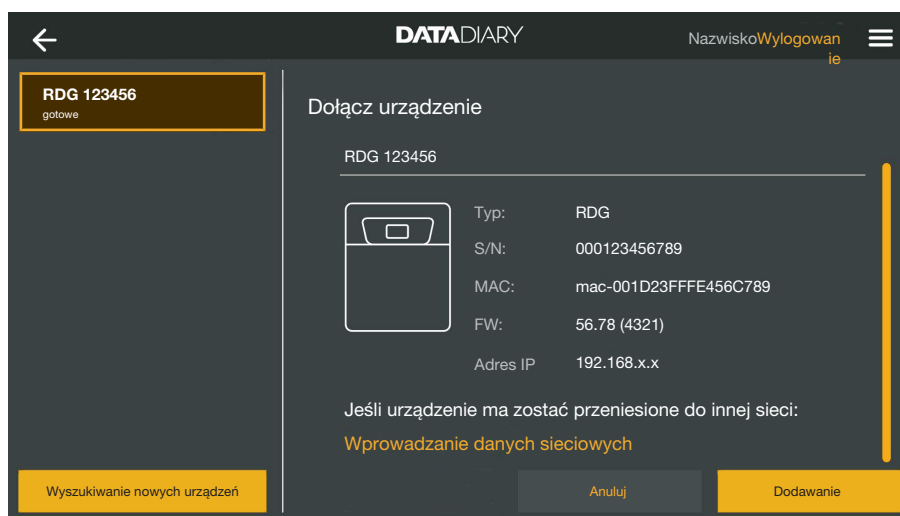 DATADIARY
NazwiskoWylogowan
ie
RDG 123456
gotowe
Dołącz urządzenie
RDG 123456
Typ: RDG
S/N: 000123456789
MAC: mac-001D23FFFE456C789
FW: 56.78 (4321)
Adres IP 192.168.x.x
Jeśli urządzenie ma zostać przeniesione do innej sieci:
Wprowadzanie danych sieciowych
Wyszukiwanie nowych urządzeń
Anuluj
Dodawanie